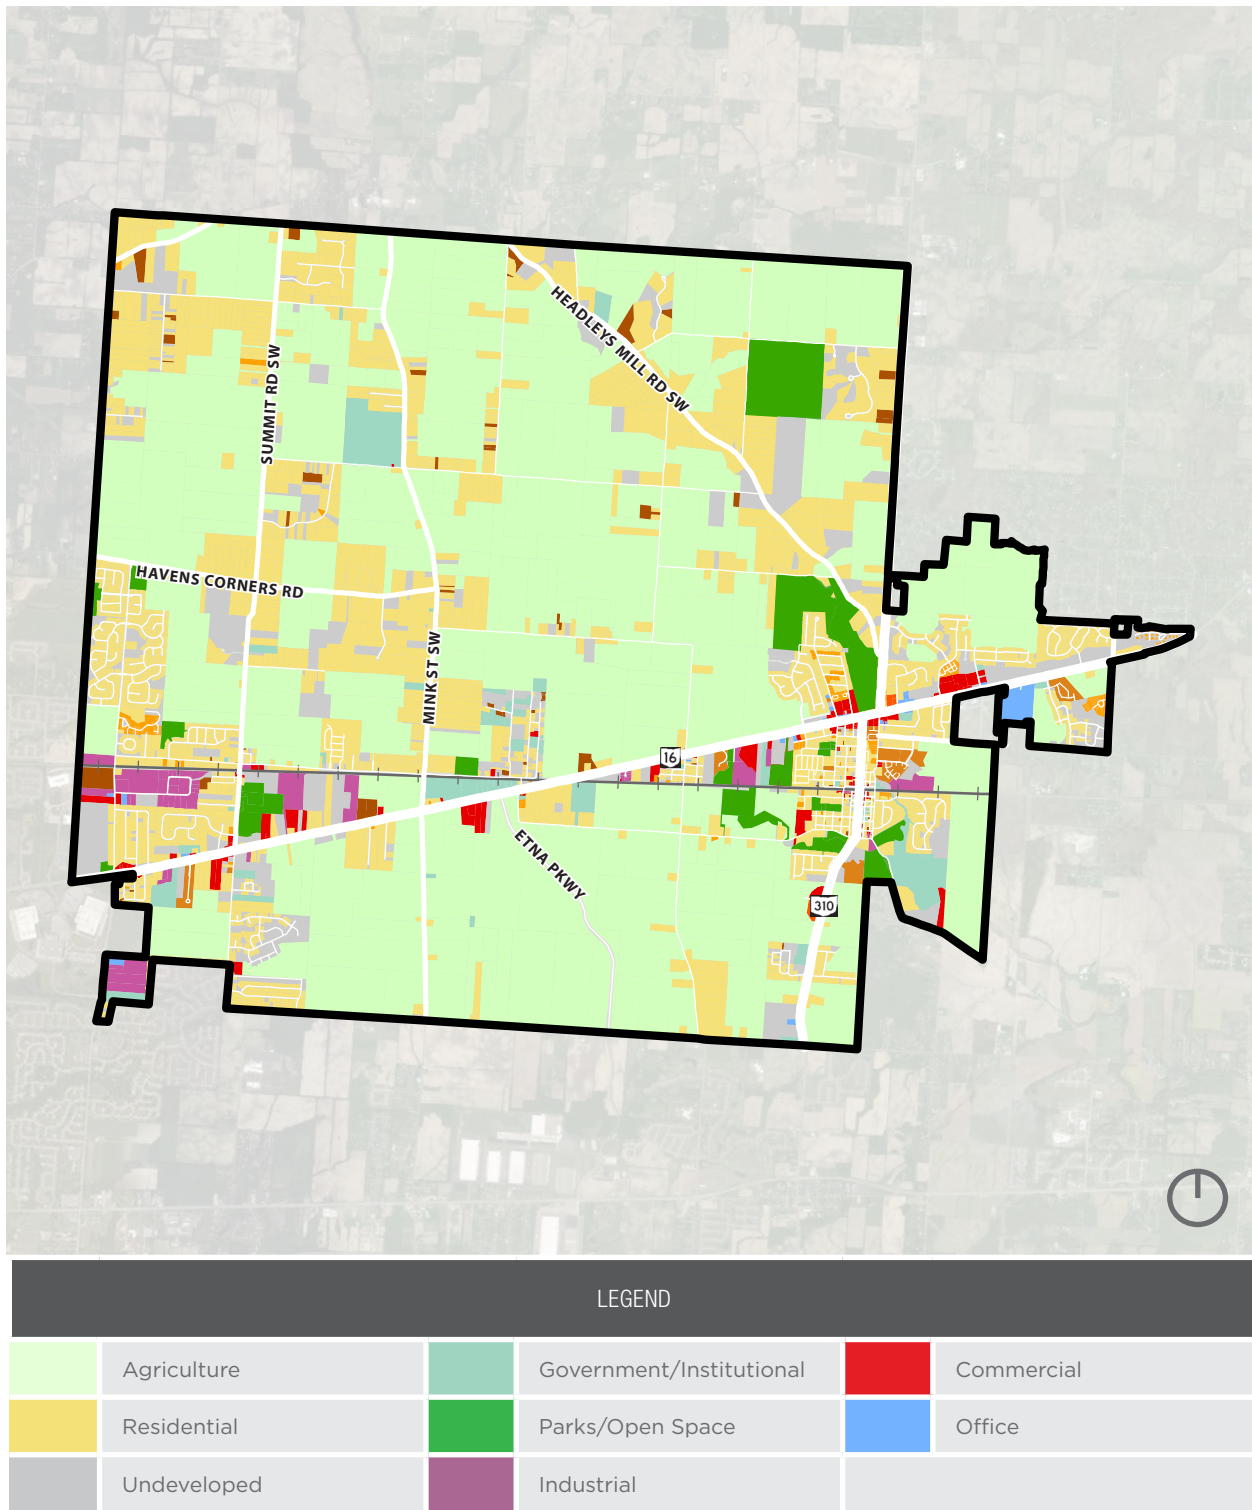 HEADLEYS MILL RD SW
SUMMIT RD SW
HAVENS CORNERS RD
MINK ST SW
16
ETNA PKWY
310
LEGEND
Agriculture
Government/Institutional
Commercial
Residential
Parks/Open Space
Office
Undeveloped
Industrial